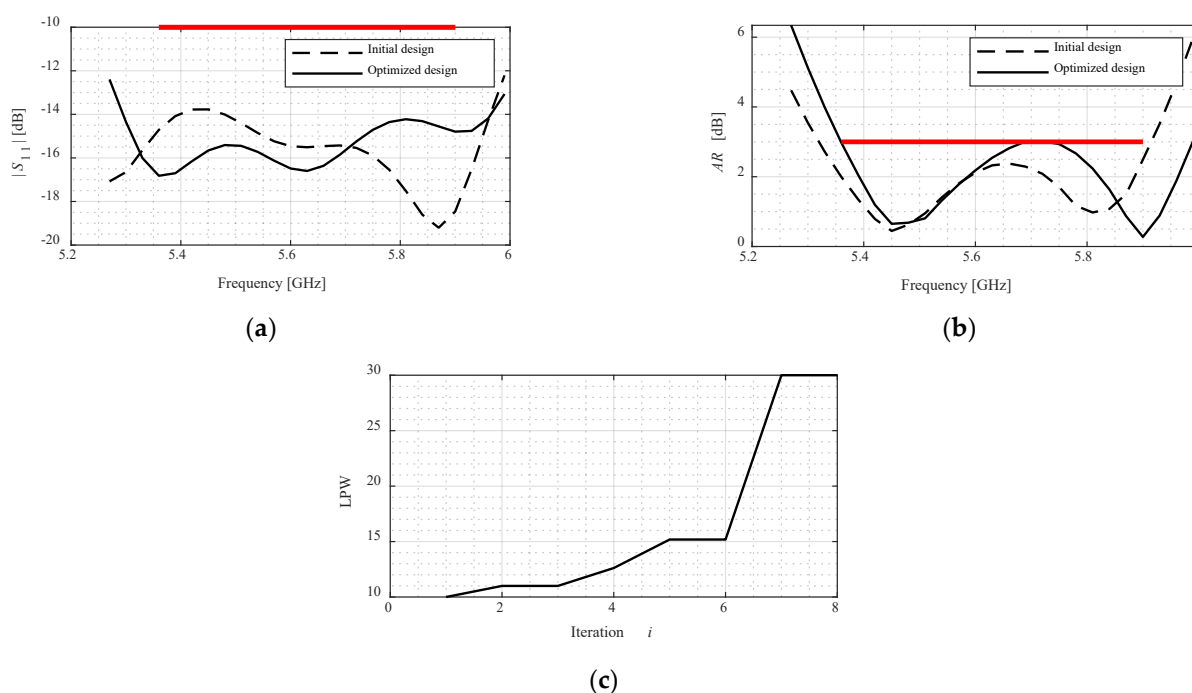 -10
-12
-14
-16
-18
-20
|S11| [dB]
5.2
5.4
5.6
5.8
6
Frequency [GHz]
Initial design
Optimized design
(a)
6
4
2
0
AR [dB]
5.2
5.4
5.6
5.8
Frequency [GHz]
Initial design
Optimized design
(b)
30
25
20
15
10
LPW
0
2
4
6
8
Iteration i
(c)